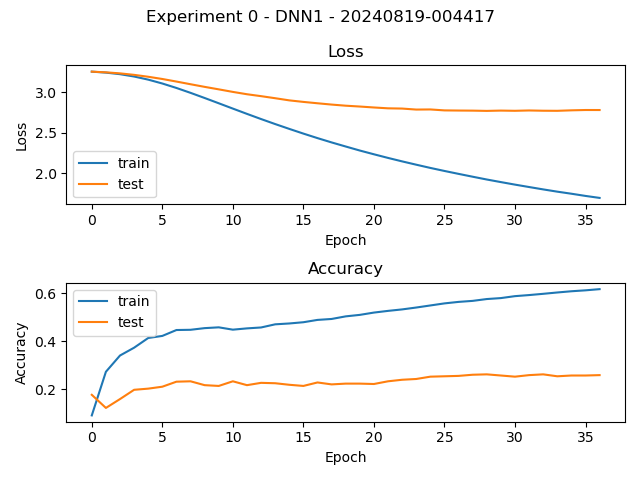 Experiment 0 - DNN1 - 20240819-004417
Loss
Loss
3.0
2.5
2.0
train
test
0 5 10 15 20 25 30 35
Epoch
Accuracy
Accuracy
0.6
0.4
0.2
train
test
0 5 10 15 20 25 30 35
Epoch